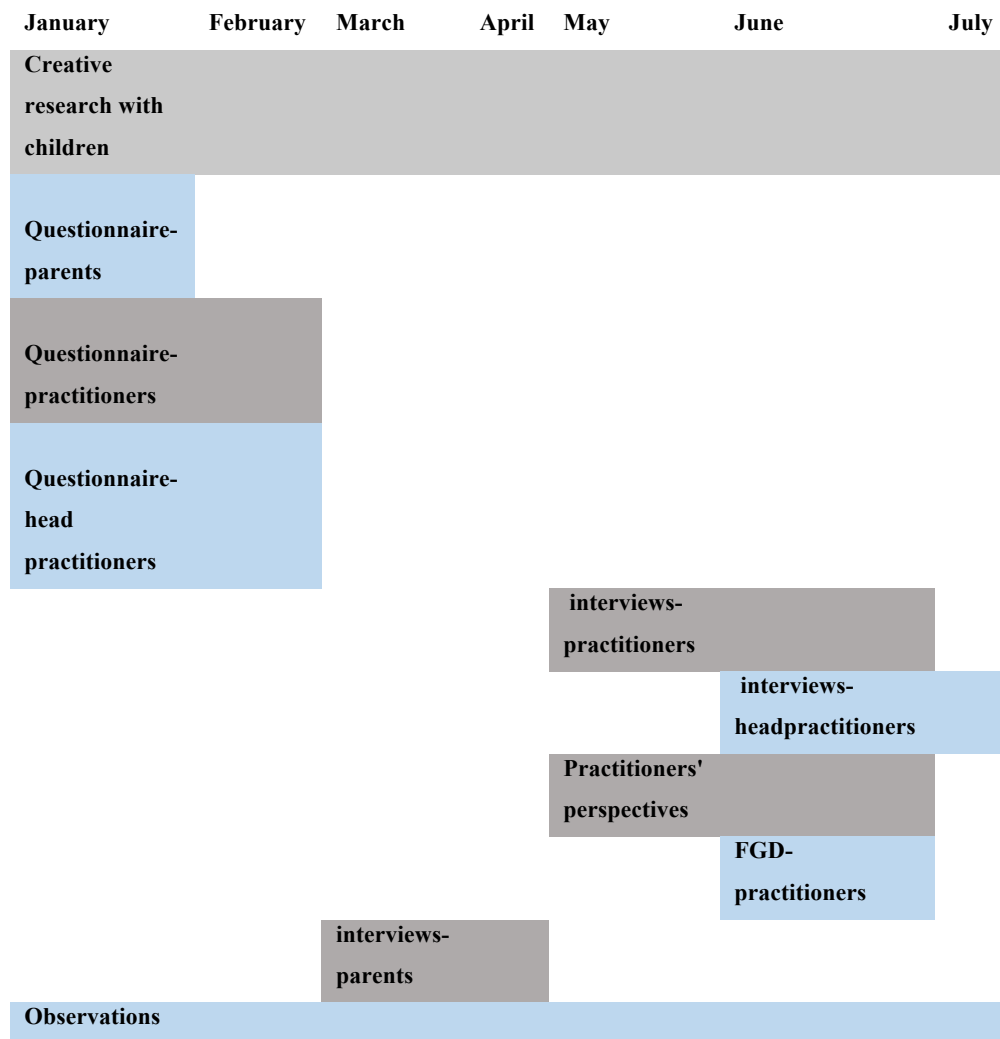 January February March April May June July
Creative
research with
children
Questionnaire-
parents
Questionnaire-
practitioners
Questionnaire-
head
practitioners
interviews-
practitioners
interviews-
headpractitioners
Practitioners'
perspectives
FGD-
practitioners
interviews-
parents
Observations